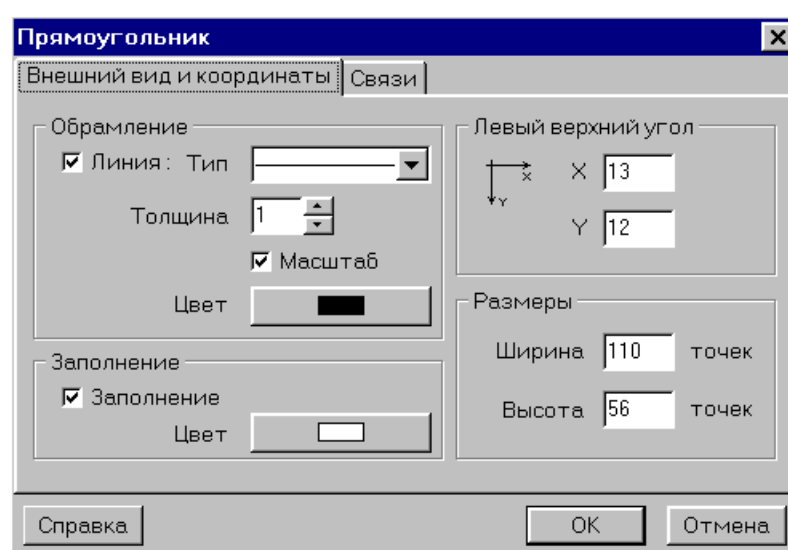 Прямоугольник
Внешний вид и координаты Связи
Обрамление
Линия: Тип
Толщина 1
Масштаб
Цвет
Заполнение
Заполнение
Цвет
Левый верхний угол
X Y X 13
Y 12
Размеры
Ширина 110 точек
Высота 56 точек
Справка OK Отмена